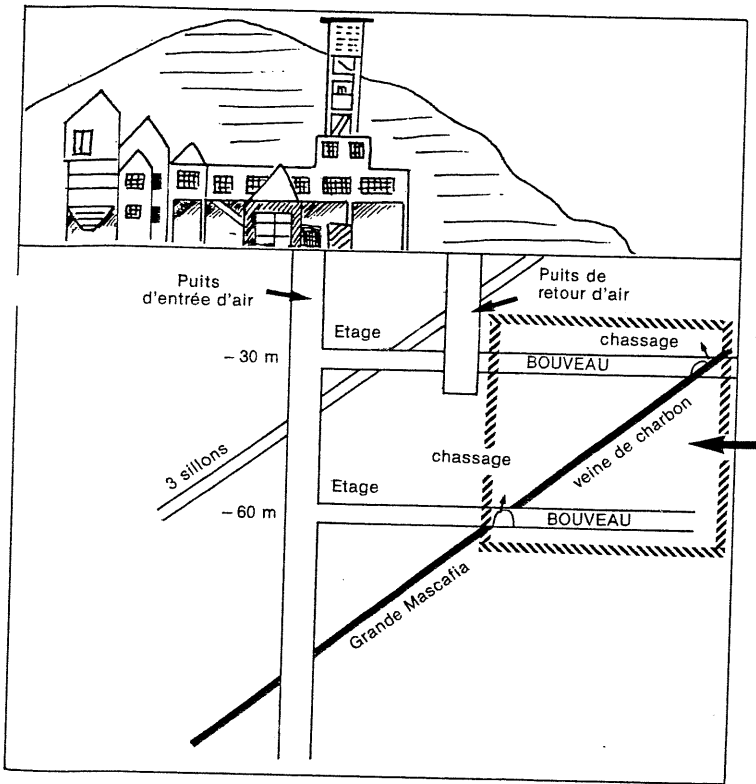 Puits
d'entrée d'air
Puits de
retour d'air
Etage
chassage
– 30 m
BOUVEAU
veine de charbon
3 sillons
chassage
Etage
– 60 m
BOUVEAU
Grande Mascafia